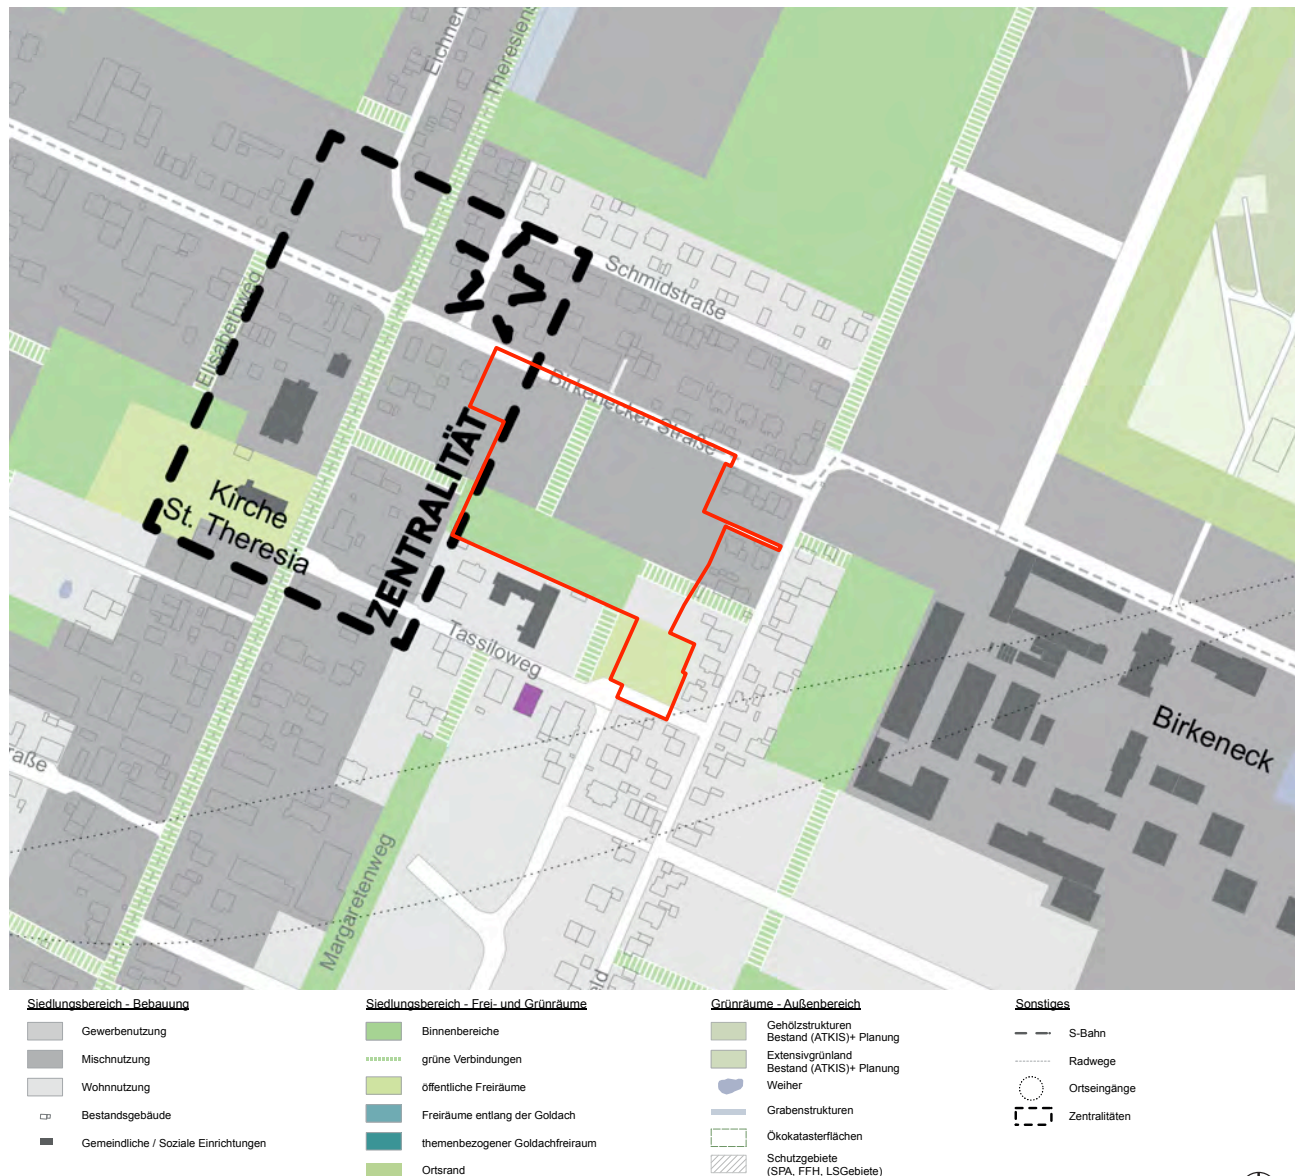 Eichner
Theresiens
Schmidstraße
Elisabethweg
Birkenecker Straße
ZENTRALITÄT
Kirche
St. Theresia
Tassiloweg
Birkeneck
raße
Margaretenweg
eld
Siedlungsbereich - Bebauung
Gewerbenutzung
Mischnutzung
Wohnnutzung
Bestandsgebäude
Gemeindliche / Soziale Einrichtungen
Siedlungsbereich - Frei- und Grünräume
Binnenbereiche
grüne Verbindungen
öffentliche Freiräume
Freiräume entlang der Goldach
themenbezogener Goldachfreiraum
Ortsrand
Grünräume - Außenbereich
Gehölzstrukturen
Bestand (ATKIS)+ Planung
Extensivgrünland
Bestand (ATKIS)+ Planung
Weiher
Grabenstrukturen
Ökokatasterflächen
Schutzgebiete
(SPA, FFH, LSGebiete)
Sonstiges
S-Bahn
Radwege
Ortseingänge
Zentralitäten